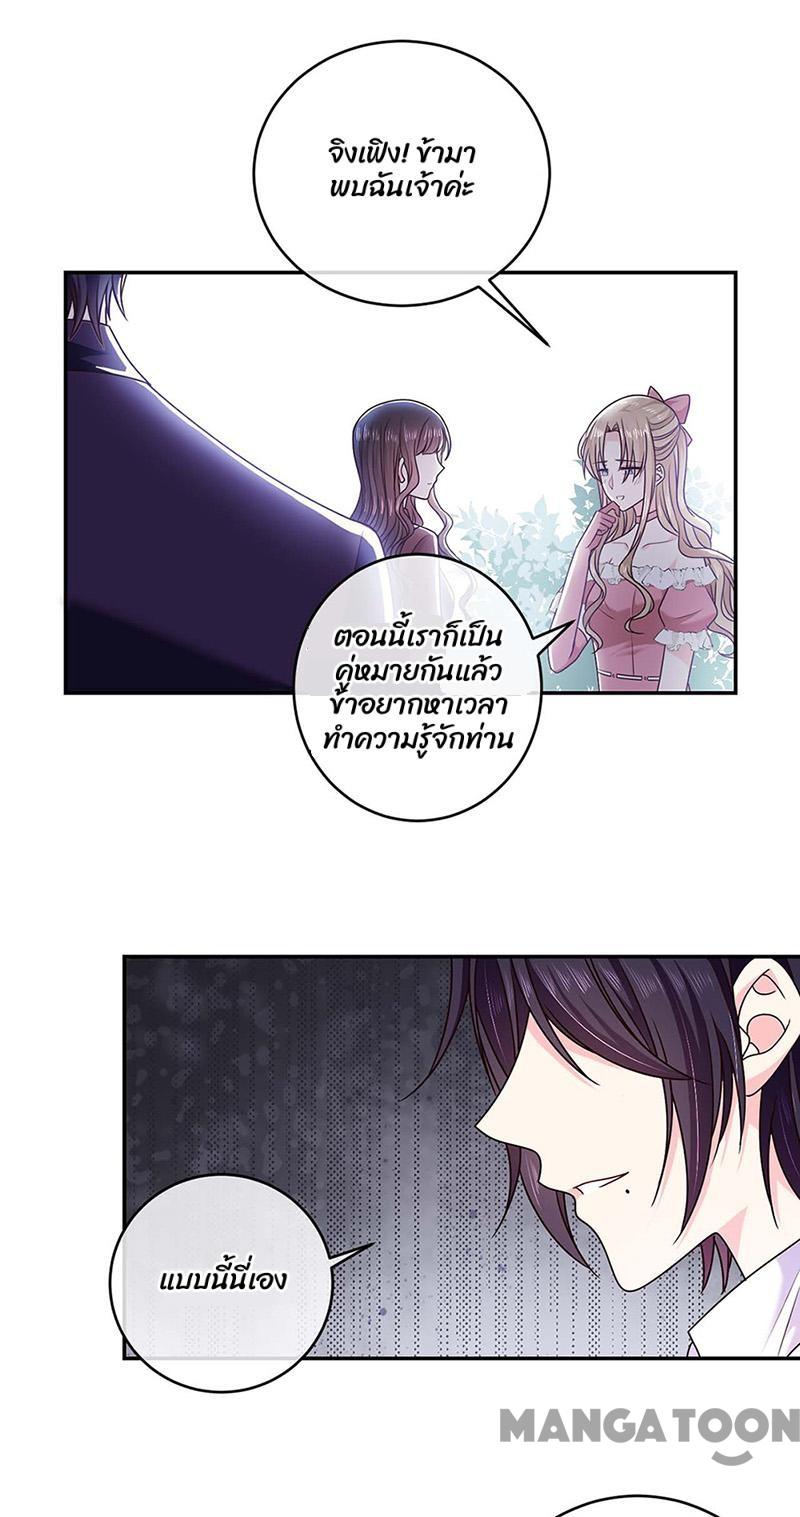 จิงเฟิง! ข้ามา
พบฉันเจ้าค่ะ
ตอนนี้เราก็เป็น
คู่หมายกันแล้ว
ข้าอยากหาเวลา
ทำความรู้จักท่าน
แบบนี้นี่เอง
MANGATOON